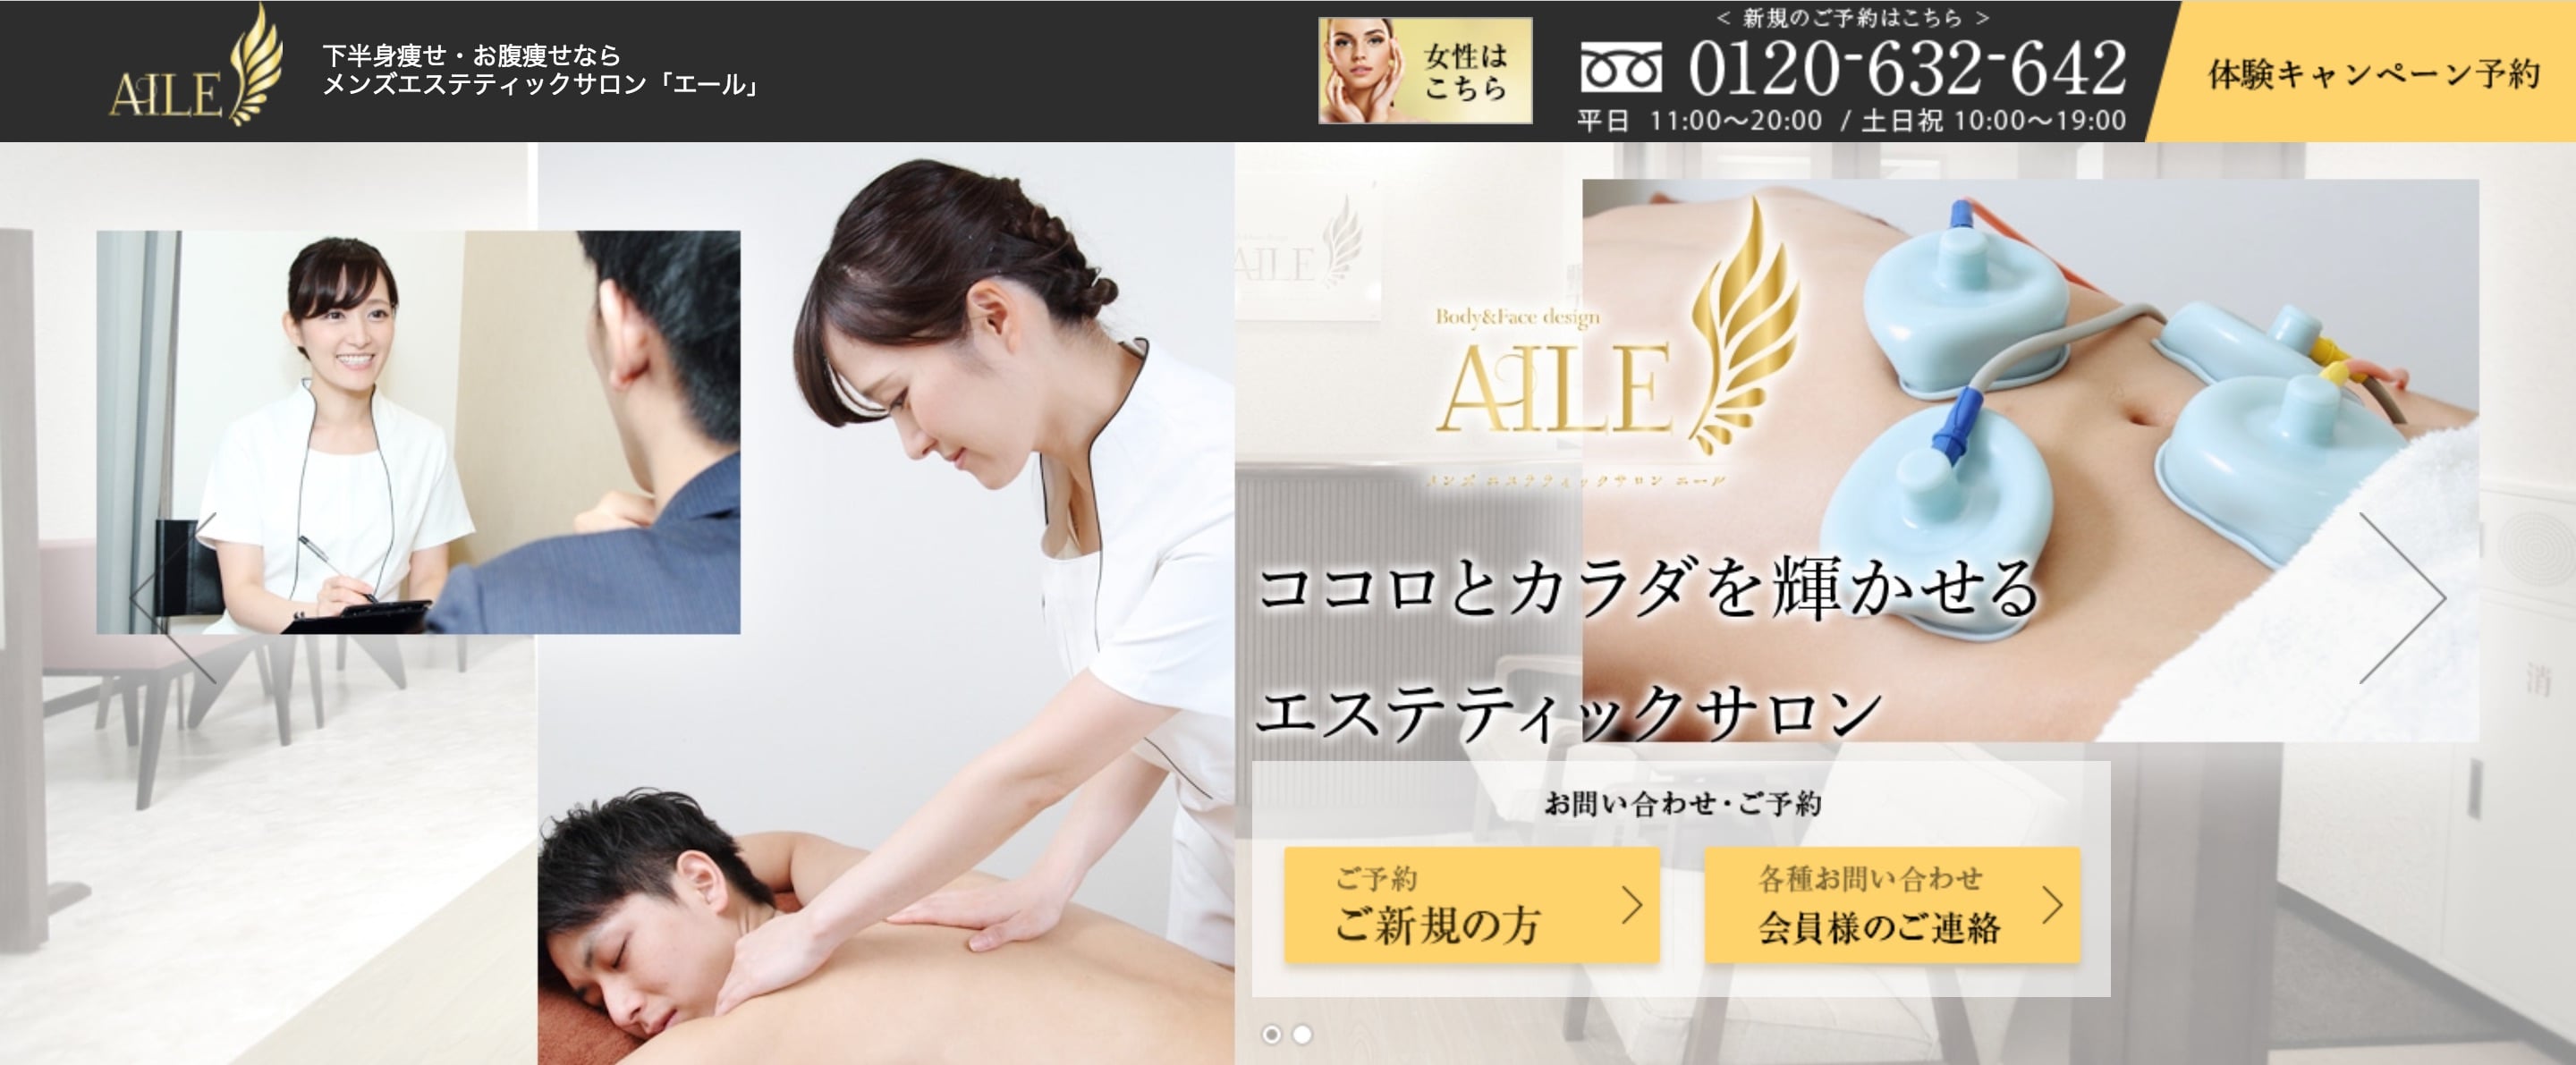 AILE
下半身痩せ・お腹痩せなら
メンズエステティックサロン「エール」
女性は
こちら
< 新規のご予約はこちら >
0120-632-642
平日 11:00〜20:00 / 土日祝 10:00〜19:00
体験キャンペーン予約
AILE
Body&Face design
AILE
メンズ エステティックサロン エール
ココロとカラダを輝かせる
エステティックサロン
消
お問い合わせ・ご予約
ご予約
ご新規の方
各種お問い合わせ
会員様のご連絡